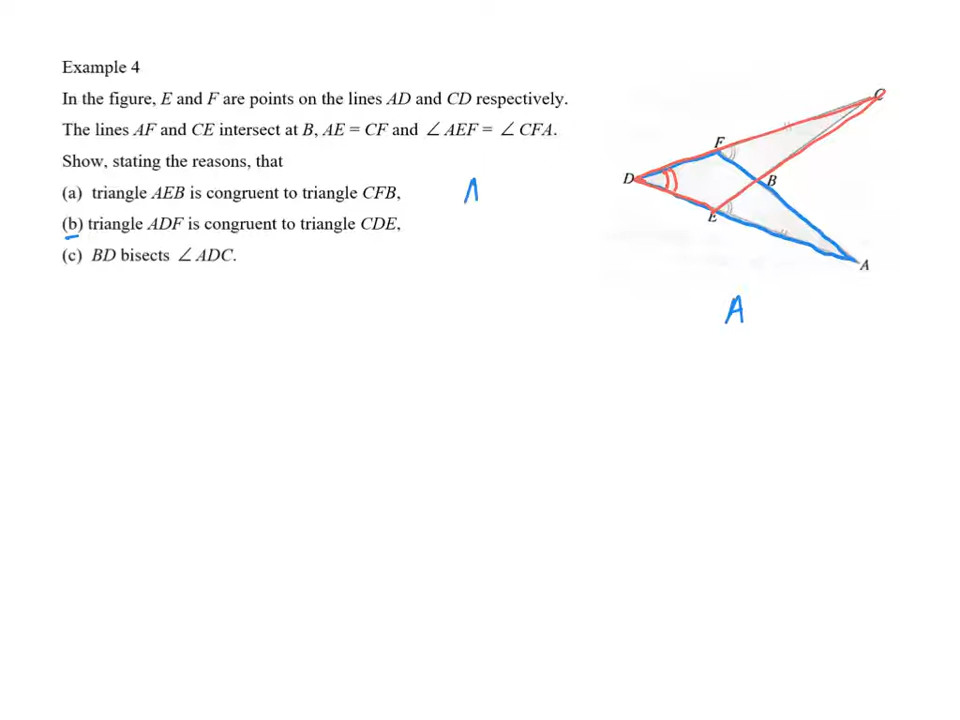 Example 4
In the figure, E and F are points on the lines AD and CD respectively.
The lines AF and CE intersect at B, AE = CF and ∠ AEF = ∠ CFA.
Show, stating the reasons, that
(a) triangle AEB is congruent to triangle CFB,
(b) triangle ADF is congruent to triangle CDE,
(c) BD bisects ∠ ADC.
C
F
D
B
E
A
A